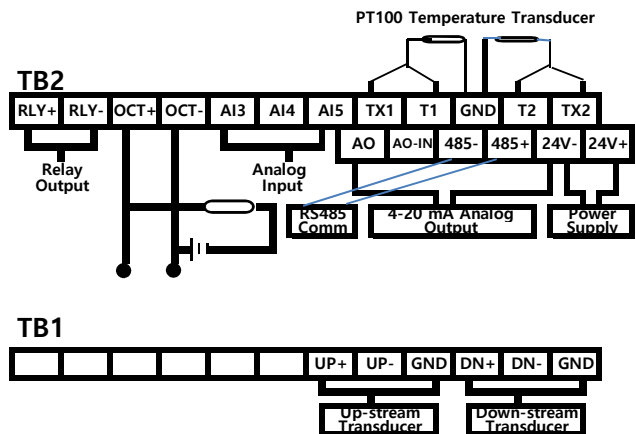 PT100 Temperature Transducer
TB2
RLY+ RLY- OCT+ OCT- AI3 AI4 AI5 TX1 T1 GND T2 TX2
AO AO-IN 485- 485+ 24V- 24V+
Relay
Output
Analog
Input
RS485
Comm
4-20 mA Analog
Output
Power
Supply
TB1
UP+ UP- GND DN+ DN- GND
Up-stream
Transducer
Down-stream
Transducer